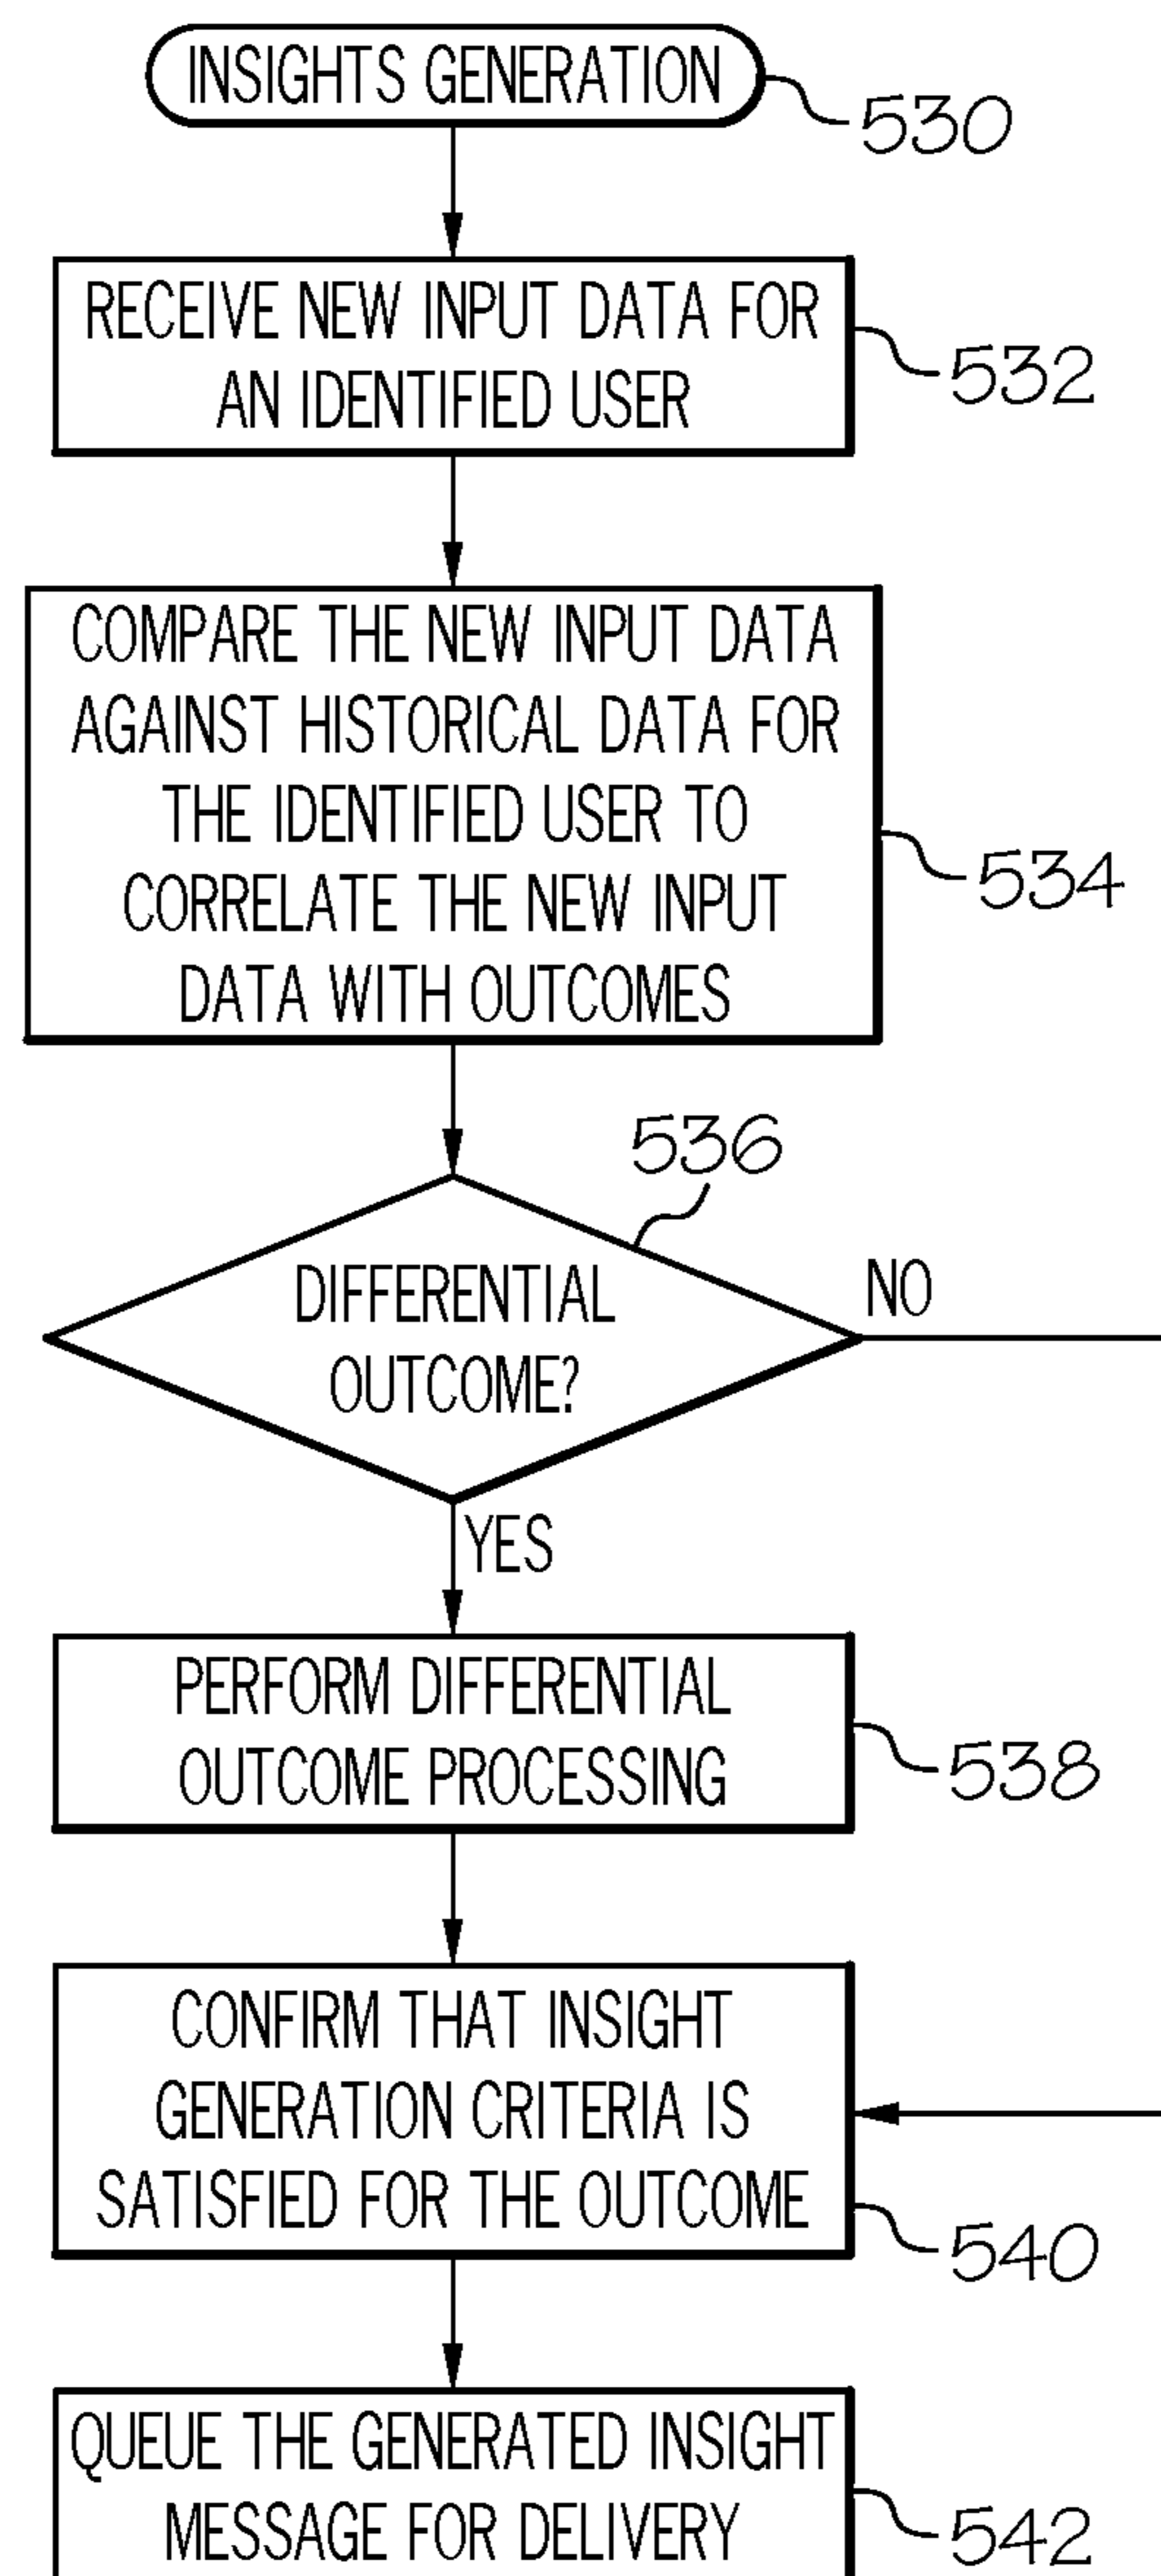 INSIGHTS GENERATION
530
RECEIVE NEW INPUT DATA FOR
AN IDENTIFIED USER
532
COMPARE THE NEW INPUT DATA
AGAINST HISTORICAL DATA FOR
THE IDENTIFIED USER TO
CORRELATE THE NEW INPUT
DATA WITH OUTCOMES
534
536
DIFFERENTIAL
OUTCOME?
NO
YES
PERFORM DIFFERENTIAL
OUTCOME PROCESSING
538
CONFIRM THAT INSIGHT
GENERATION CRITERIA IS
SATISFIED FOR THE OUTCOME
540
QUEUE THE GENERATED INSIGHT
MESSAGE FOR DELIVERY
542